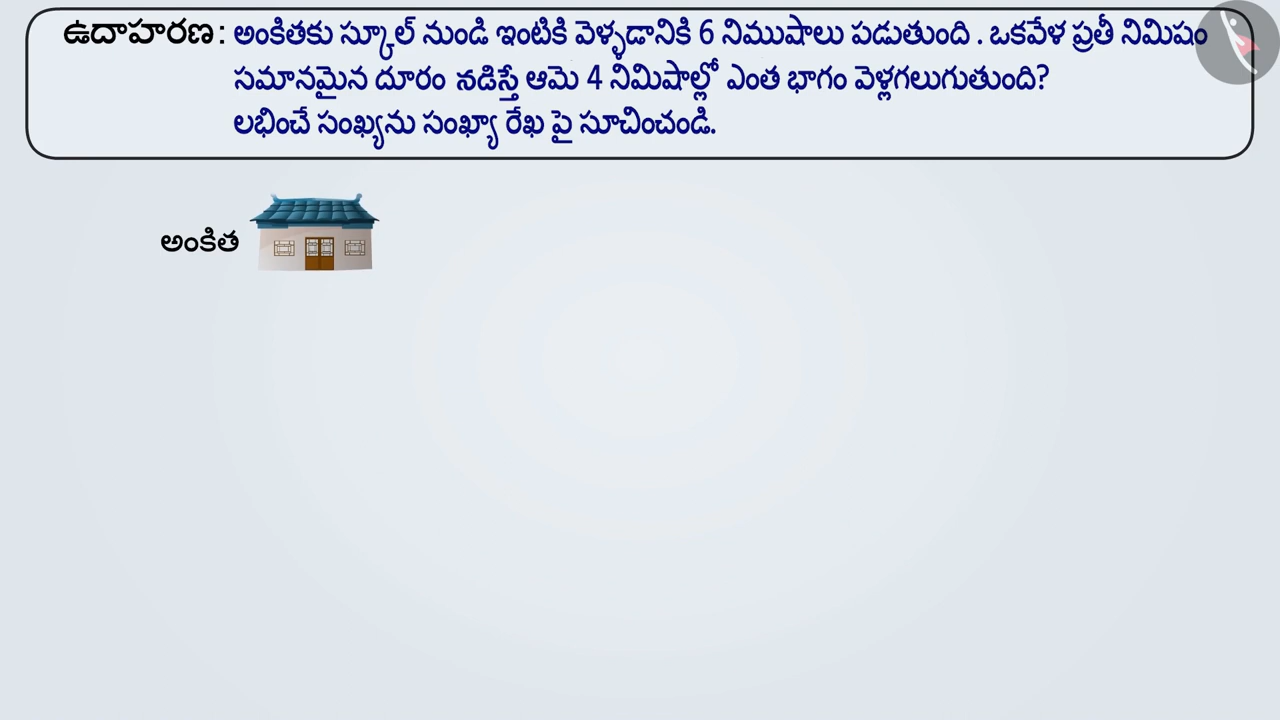 ఉదాహరణ : అంకితకు స్కూల్ నుండి ఇంటికి వెళ్ళడానికి 6 నిముషాలు పడుతుంది . ఒకవేళ ప్రతీ నిమిషం
సమానమైన దూరం నడిస్తే ఆమె 4 నిమిషాల్లో ఎంత భాగం వెళ్లగలుగుతుంది?
లభించే సంఖ్యను సంఖ్యా రేఖ పై సూచించండి.
అంకిత